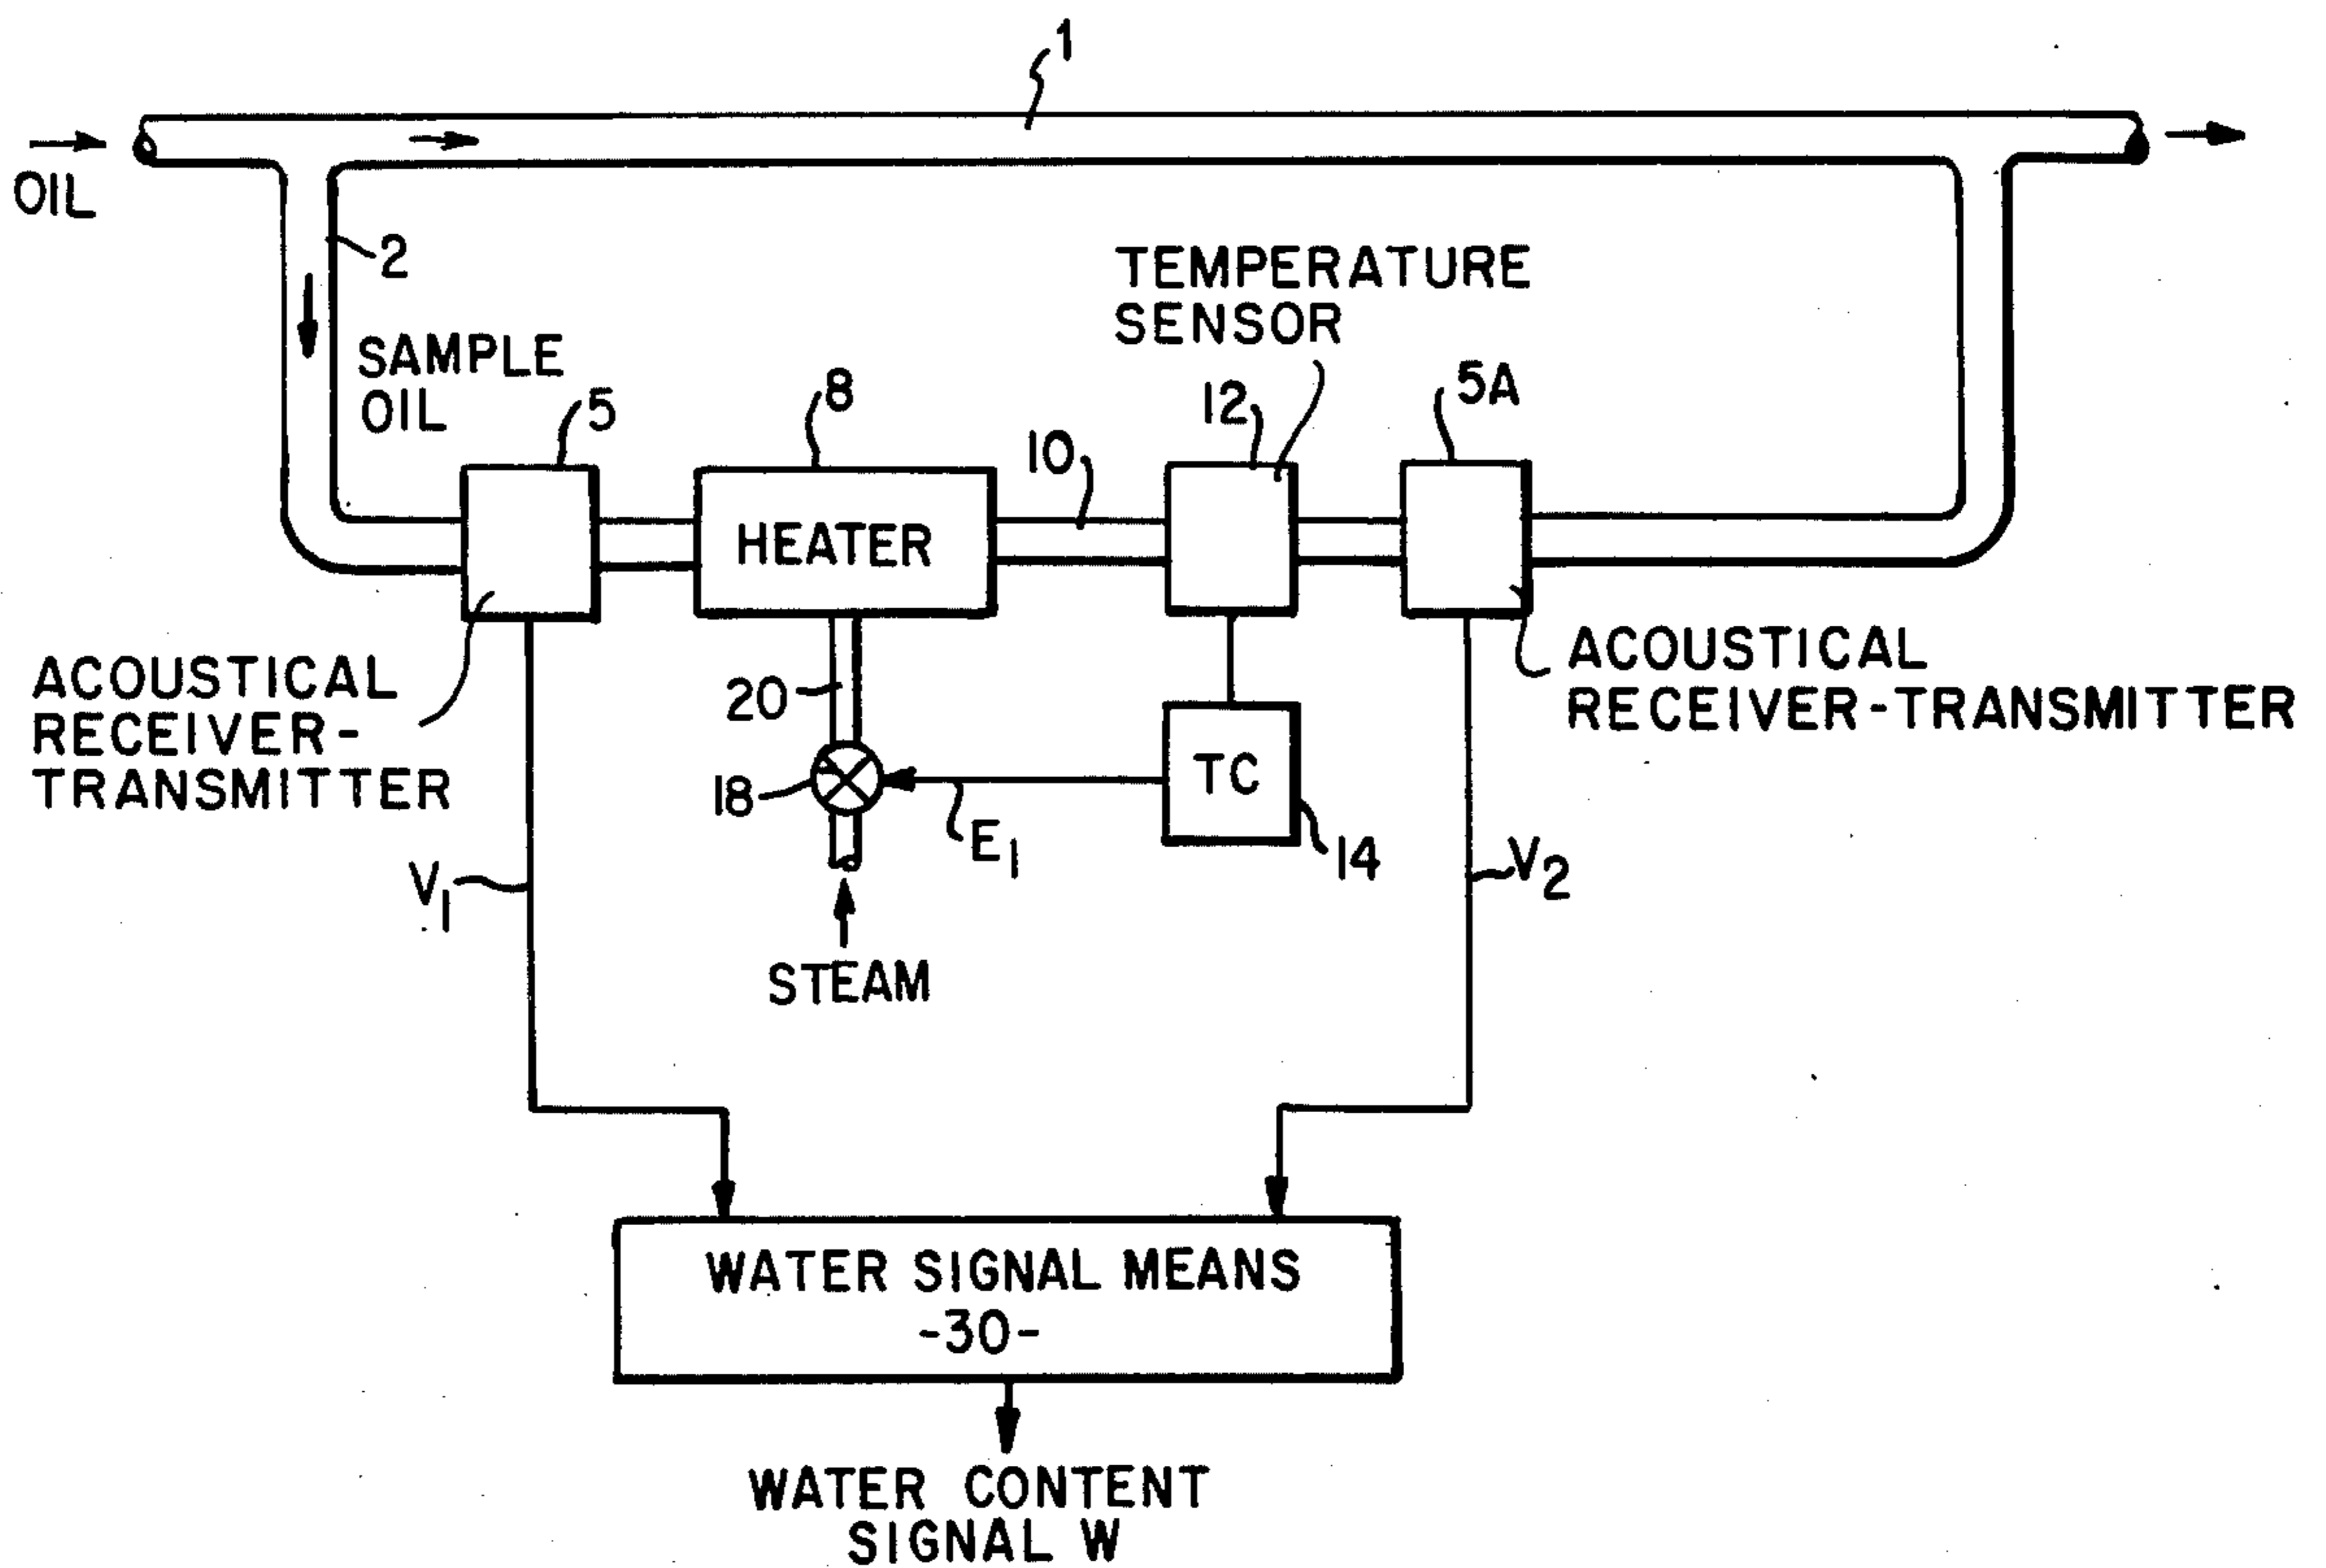 1
OIL
2
TEMPERATURE
SENSOR
SAMPLE
OIL
5
8
10
12
5A
HEATER
ACOUSTICAL
RECEIVER-
TRANSMITTER
20
18
TC
ACOUSTICAL
RECEIVER-TRANSMITTER
E1
14
V1
V2
STEAM
WATER SIGNAL MEANS
-30-
WATER CONTENT
SIGNAL W